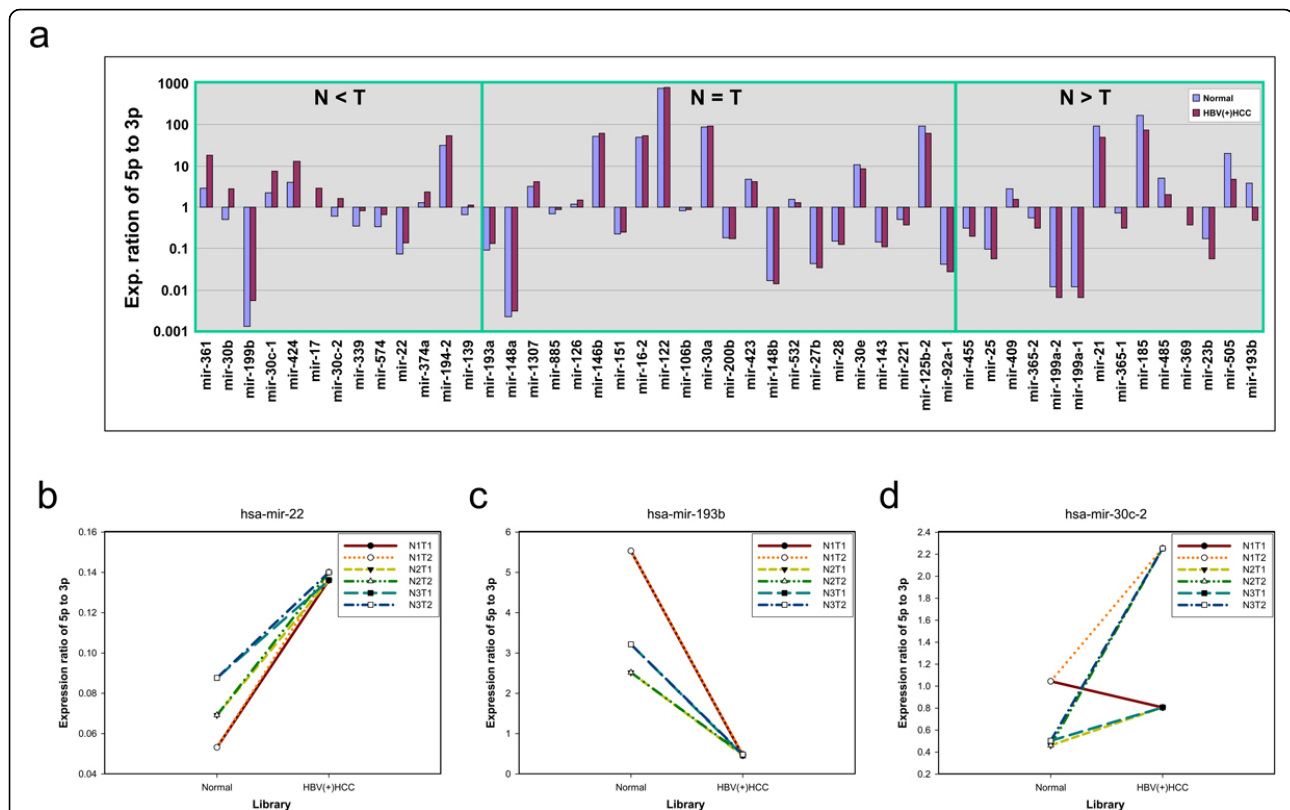 a
Exp. ration of 5p to 3p
1000
100
10
1
0.1
0.01
0.001
N < T
N = T
N > T
Normal
HBV(+)HCC
mir-361
mir-30b
mir-199b
mir-30c-1
mir-424
mir-17
mir-30c-2
mir-339
mir-574
mir-22
mir-374a
mir-194-2
mir-139
mir-193a
mir-148a
mir-1307
mir-885
mir-126
mir-146b
mir-151
mir-16-2
mir-122
mir-106b
mir-30a
mir-200b
mir-423
mir-148b
mir-532
mir-27b
mir-28
mir-30e
mir-143
mir-221
mir-125b-2
mir-92a-1
mir-455
mir-25
mir-409
mir-365-2
mir-199a-2
mir-199a-1
mir-21
mir-365-1
mir-185
mir-485
mir-369
mir-23b
mir-505
mir-193b
b
hsa-mir-22
Expression ratio of 5p to 3p
0.16
0.14
0.12
0.10
0.08
0.06
0.04
N1T1
N1T2
N2T1
N2T2
N3T1
N3T2
Normal
HBV(+)HCC
Library
c
hsa-mir-193b
Expression ratio of 5p to 3p
6
5
4
3
2
1
0
N1T1
N1T2
N2T1
N2T2
N3T1
N3T2
Normal
HBV(+)HCC
Library
d
hsa-mir-30c-2
Expression ratio of 5p to 3p
2.4
2.2
2.0
1.8
1.6
1.4
1.2
1.0
0.8
0.6
0.4
0.2
N1T1
N1T2
N2T1
N2T2
N3T1
N3T2
Normal
HBV(+)HCC
Library